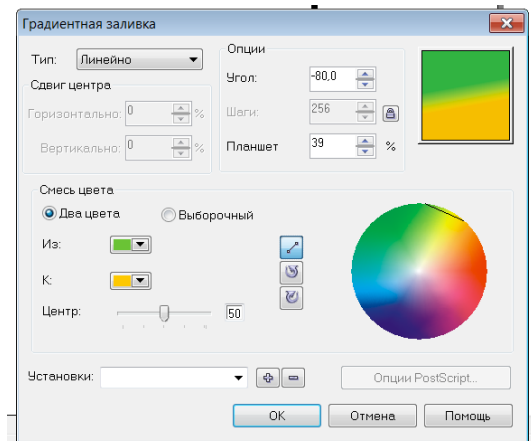 Градиентная заливка
Тип: Линейно
Опции
Угол: -80,0
Шаги: 256
Планшет 39 %
Сдвиг центра
Горизонтально: 0 %
Вертикально: 0 %
Смесь цвета
Два цвета Выборочный
Из:
К:
Центр: 50
Установки:
Опции PostScript...
OK Отмена Помощь